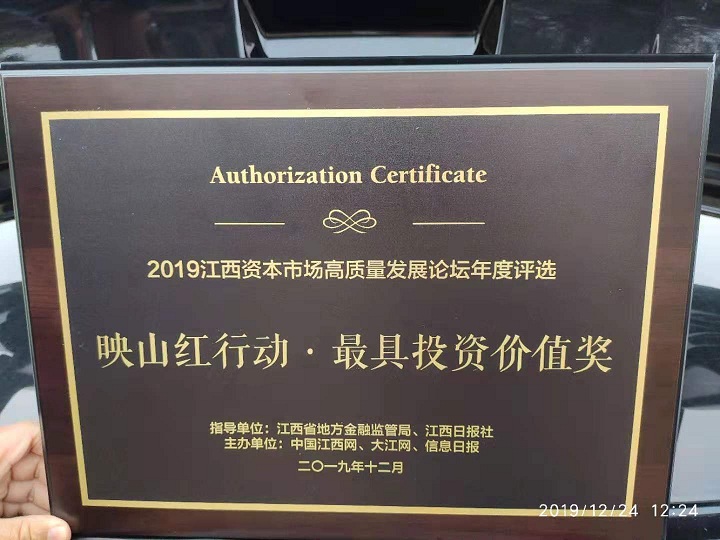 Authorization Certificate
2019江西资本市场高质量发展论坛年度评选
映山红行动·最具投资价值奖
指导单位：江西省地方金融监管局、江西日报社
主办单位：中国江西网、大江网、信息日报
二〇一九年十二月
2019/12/24 12:24